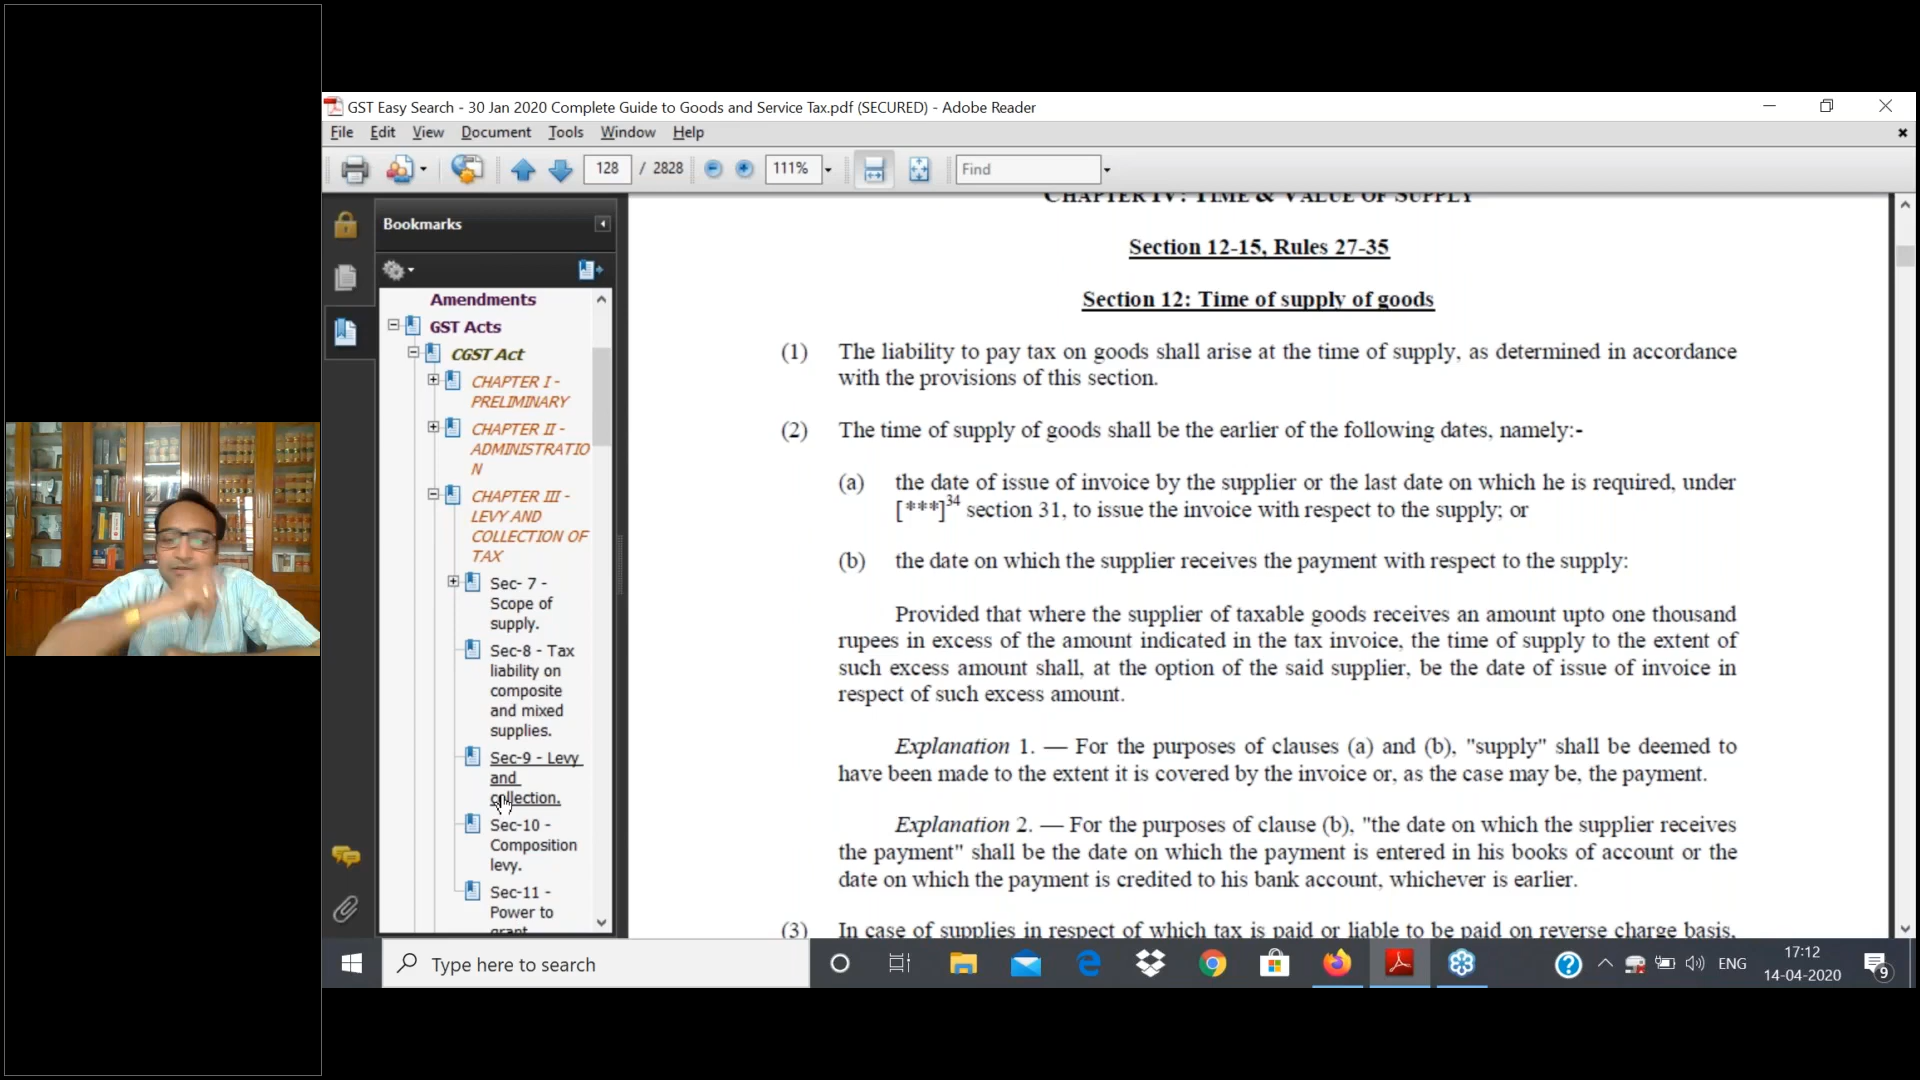 GST Easy Search - 30 Jan 2020 Complete Guide to Goods and Service Tax.pdf (SECURED) - Adobe Reader
File Edit View Document Tools Window Help
128 / 2828 111% Find
Bookmarks
Amendments
GST Acts
CGST Act
CHAPTER I -
PRELIMINARY
CHAPTER II -
ADMINISTRATIO
N
CHAPTER III -
LEVY AND
COLLECTION OF
TAX
Sec- 7 -
Scope of
supply.
Sec-8 - Tax
liability on
composite
and mixed
supplies.
Sec-9 - Levy
and
collection.
Sec-10 -
Composition
levy.
Sec-11 -
Power to
grant
CHAPTER IV: TIME & VALUE OF SUPPLY
Section 12-15, Rules 27-35
Section 12: Time of supply of goods
(1) The liability to pay tax on goods shall arise at the time of supply, as determined in accordance
with the provisions of this section.
(2) The time of supply of goods shall be the earlier of the following dates, namely:-
(a) the date of issue of invoice by the supplier or the last date on which he is required, under
[***]34 section 31, to issue the invoice with respect to the supply; or
(b) the date on which the supplier receives the payment with respect to the supply:
Provided that where the supplier of taxable goods receives an amount upto one thousand
rupees in excess of the amount indicated in the tax invoice, the time of supply to the extent of
such excess amount shall, at the option of the said supplier, be the date of issue of invoice in
respect of such excess amount.
Explanation 1. — For the purposes of clauses (a) and (b), "supply" shall be deemed to
have been made to the extent it is covered by the invoice or, as the case may be, the payment.
Explanation 2. — For the purposes of clause (b), "the date on which the supplier receives
the payment" shall be the date on which the payment is entered in his books of account or the
date on which the payment is credited to his bank account, whichever is earlier.
(3) In case of supplies in respect of which tax is paid or liable to be paid on reverse charge basis,
Type here to search
ENG
17:12
14-04-2020
9